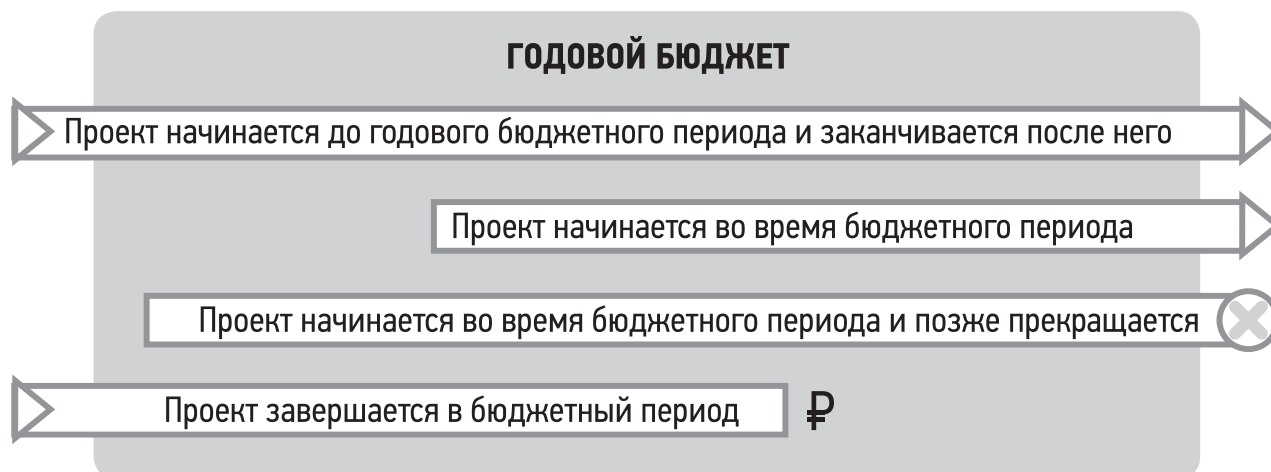 ГОДОВОЙ БЮДЖЕТ
Проект начинается до годового бюджетного периода и заканчивается после него
Проект начинается во время бюджетного периода
Проект начинается во время бюджетного периода и позже прекращается
Проект завершается в бюджетный период ₽